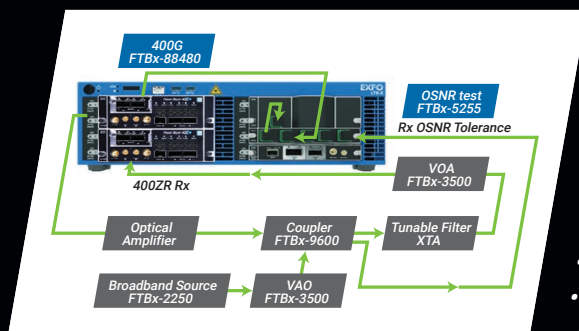 400G
FTBx-88480
EXFO
OSNR test
FTBx-5255
Rx OSNR Tolerance
400ZR Rx
VOA
FTBx-3500
Optical
Amplifier
Coupler
FTBx-9600
Tunable Filter
XTA
Broadband Source
FTBx-2250
VAO
FTBx-3500